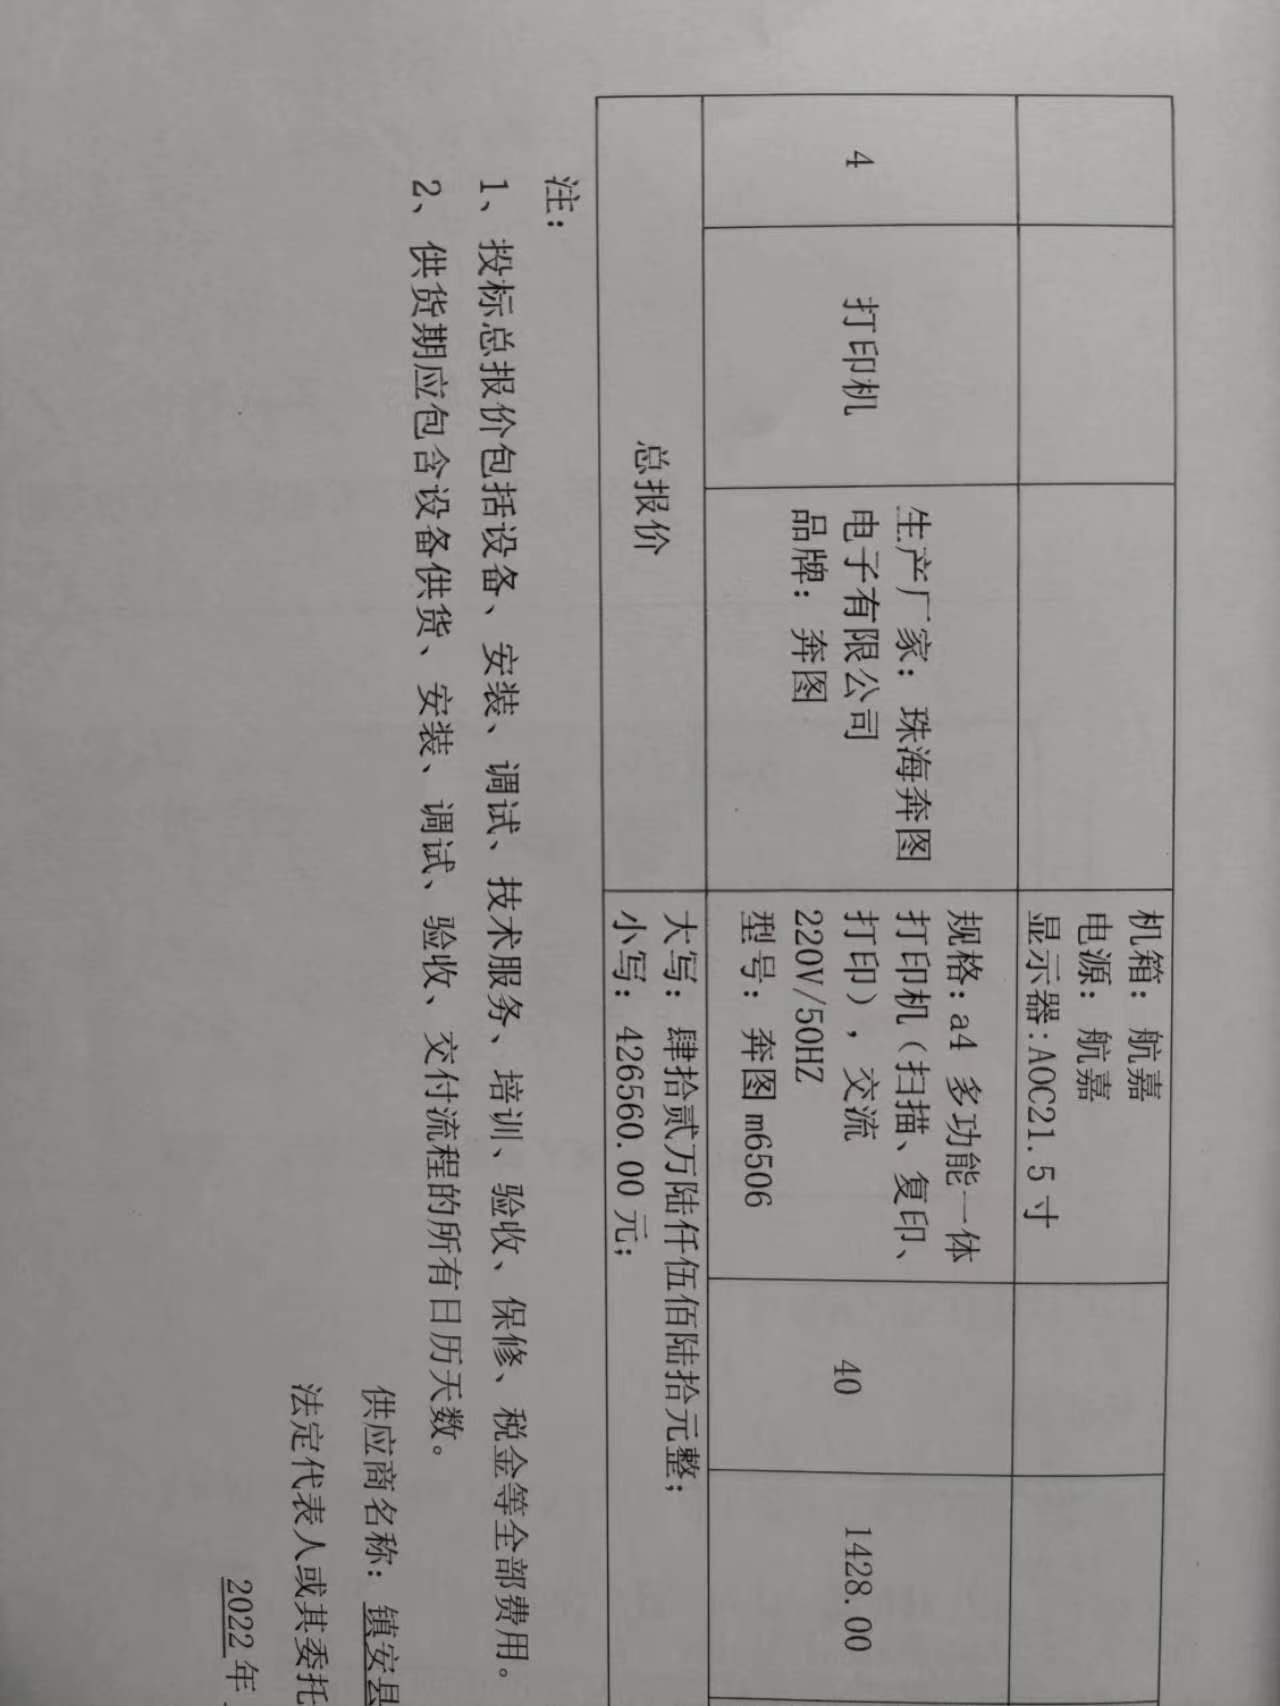 机箱：航嘉
电源：航嘉
显示器:AOC21.5寸
4
打印机
生产厂家：珠海奔图
电子有限公司
品牌：奔图
规格:a4 多功能一体
打印机(扫描、复印、
打印)，交流
220V/50HZ
型号：奔图m6506
40
1428.00
总报价
大写：肆拾贰万陆仟伍佰陆拾元整;
小写：426560.00元;
注：
1、投标总报价包括设备、安装、调试、技术服务、培训、验收、保修、税金等全部费用。
2、供货期应包含设备供货、安装、调试、验收、交付流程的所有日历天数。
供应商名称：镇安县
法定代表人或其委托
2022年